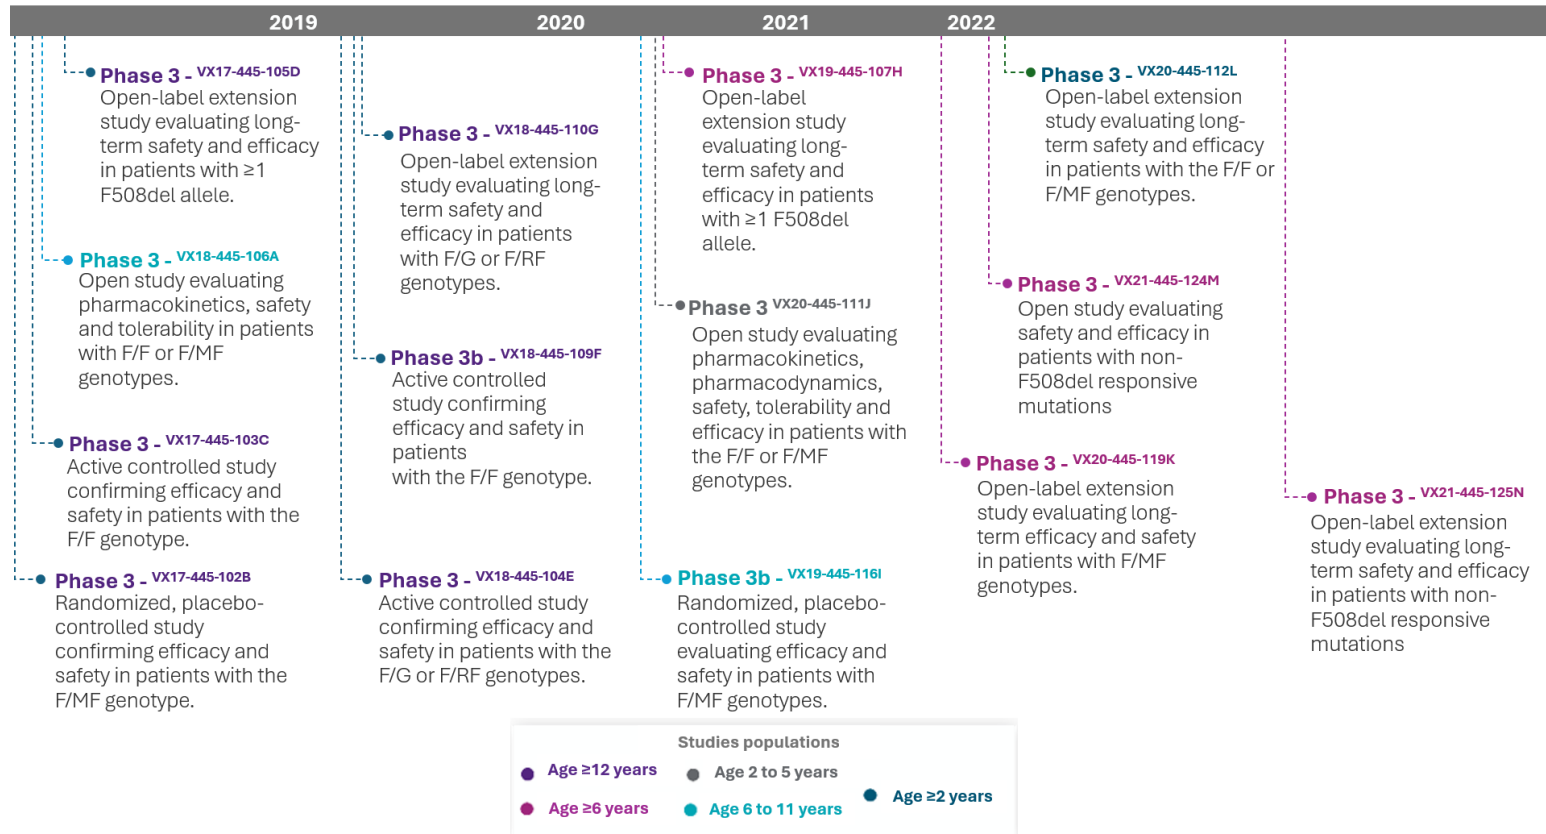 2019 2020 2021 2022
Phase 3 - VX17-445-105D
Open-label extension
study evaluating long-
term safety and efficacy
in patients with ≥1
F508del allele.
Phase 3 - VX18-445-106A
Open study evaluating
pharmacokinetics, safety
and tolerability in patients
with F/F or F/MF
genotypes.
Phase 3 - VX17-445-103C
Active controlled study
confirming efficacy and
safety in patients with the
F/F genotype.
Phase 3 - VX17-445-102B
Randomized, placebo-
controlled study
confirming efficacy and
safety in patients with the
F/MF genotype.
Phase 3 - VX18-445-110G
Open-label extension
study evaluating long-
term safety and
efficacy in patients
with F/G or F/RF
genotypes.
Phase 3b - VX18-445-109F
Active controlled
study confirming
efficacy and safety in
patients
with the F/F genotype.
Phase 3 - VX18-445-104E
Active controlled study
confirming efficacy and
safety in patients with the
F/G or F/RF genotypes.
Phase 3 - VX19-445-107H
Open-label
extension study
evaluating long-
term safety and
efficacy in patients
with ≥1 F508del
allele.
Phase 3 VX20-445-111J
Open study evaluating
pharmacokinetics,
pharmacodynamics,
safety, tolerability and
efficacy in patients with
the F/F or F/MF
genotypes.
Phase 3b - VX19-445-116I
Randomized, placebo-
controlled study
evaluating efficacy and
safety in patients with
F/MF genotypes.
Phase 3 - VX20-445-112L
Open-label extension
study evaluating long-
term safety and efficacy
in patients with the F/F or
F/MF genotypes.
Phase 3 - VX21-445-124M
Open study evaluating
safety and efficacy in
patients with non-
F508del responsive
mutations
Phase 3 - VX20-445-119K
Open-label extension
study evaluating long-
term efficacy and safety
in patients with F/MF
genotypes.
Phase 3 - VX21-445-125N
Open-label extension
study evaluating long-
term safety and efficacy
in patients with non-
F508del responsive
mutations
Studies populations
Age ≥12 years
Age 2 to 5 years
Age ≥2 years
Age ≥6 years
Age 6 to 11 years